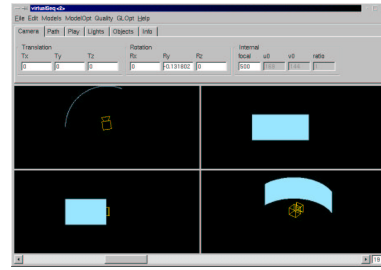 virtualSeq <2>
File Edit Models ModelOpt Quality GLOpt Help
Camera Path Play Lights Objects Info
Translation Rotation Internal
Tx Ty Tz Rx Ry Rz focal u0 v0 ratio
0 0 0 0 -0.131802 0 500